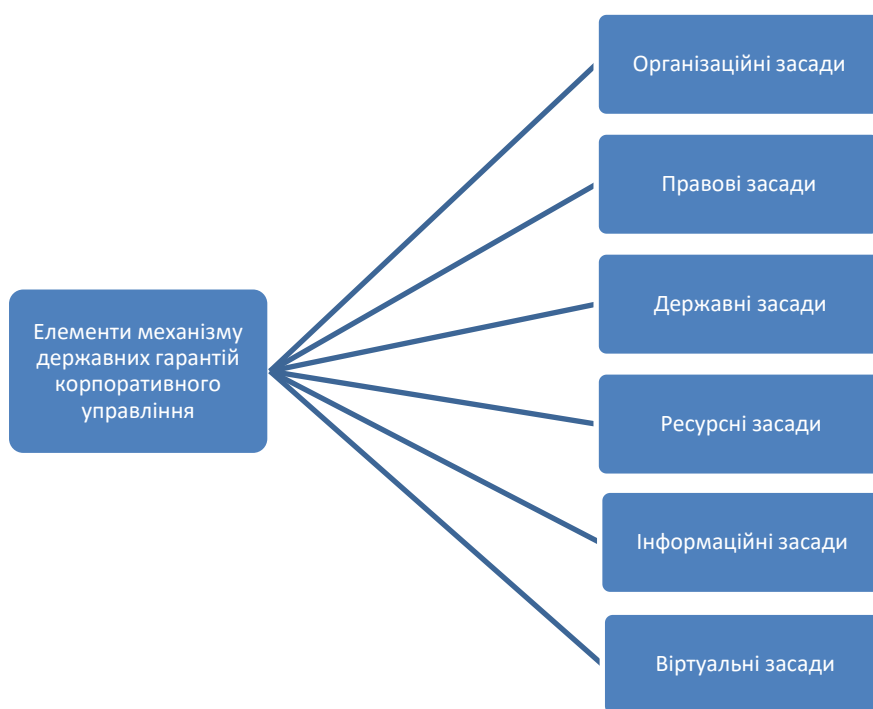 Організаційні засади
Правові засади
Державні засади
Елементи механізму
державних гарантій
корпоративного
управління
Ресурсні засади
Інформаційні засади
Віртуальні засади